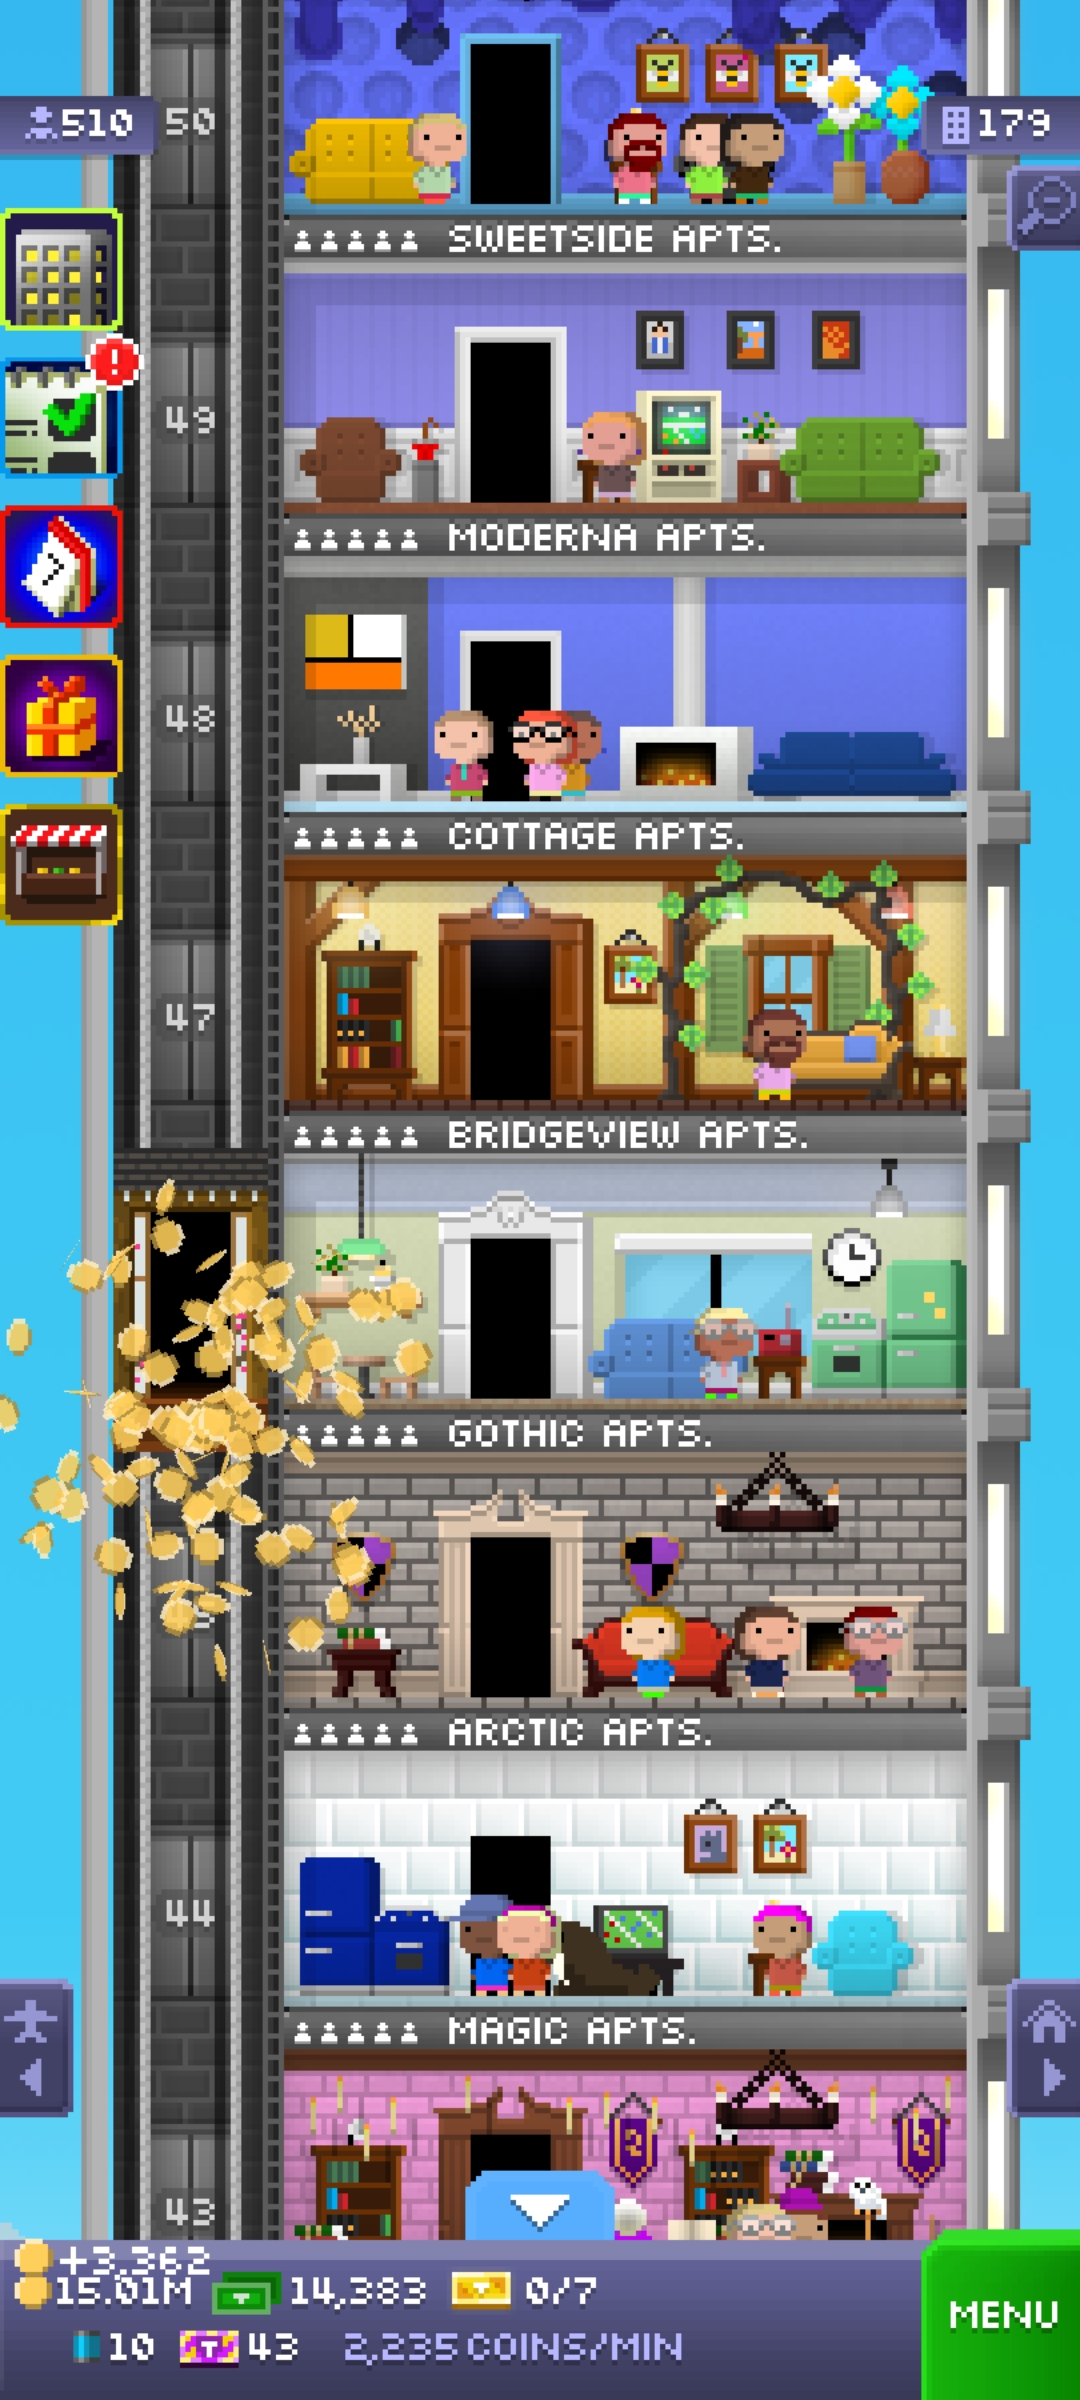 510
50
179
SWEETSIDE APTS.
49
MODERNA APTS.
7
48
COTTAGE APTS.
47
BRIDGEVIEW APTS.
GOTHIC APTS.
ARCTIC APTS.
44
MAGIC APTS.
43
+3,362
15.01M 14,383 0/7
10 43 2,235 COINS/MIN
MENU